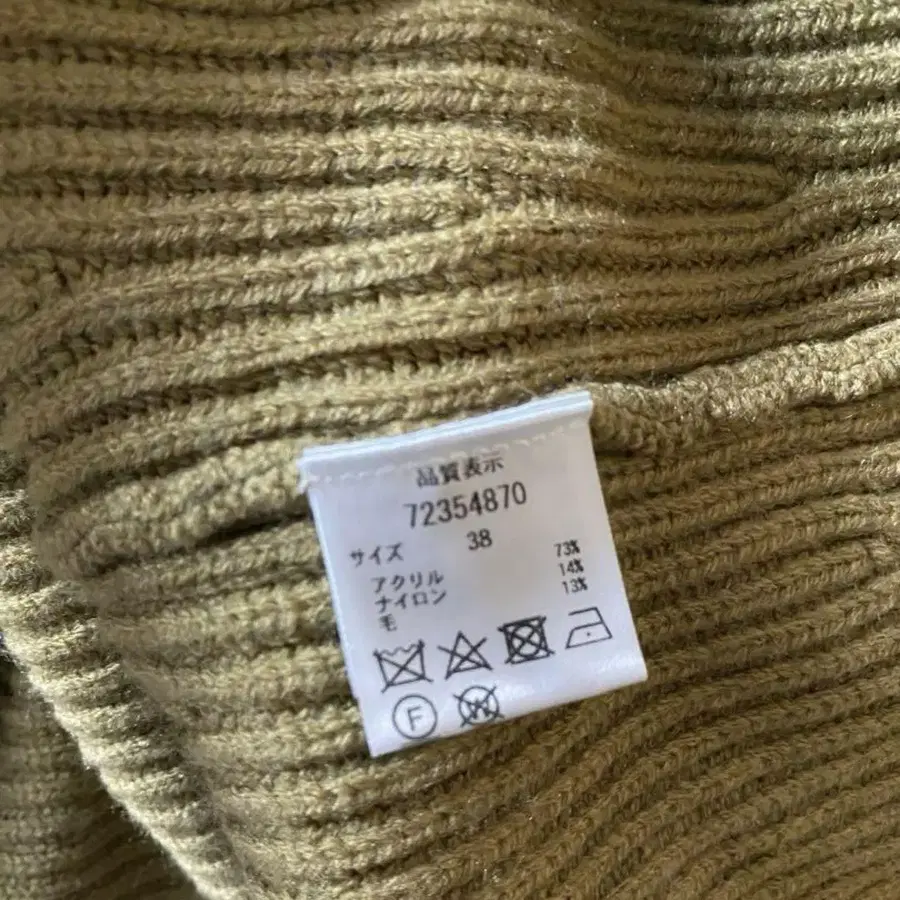 品質表示
72354870
サイズ 38
アクリル 73%
ナイロン 14%
毛 13%
F W